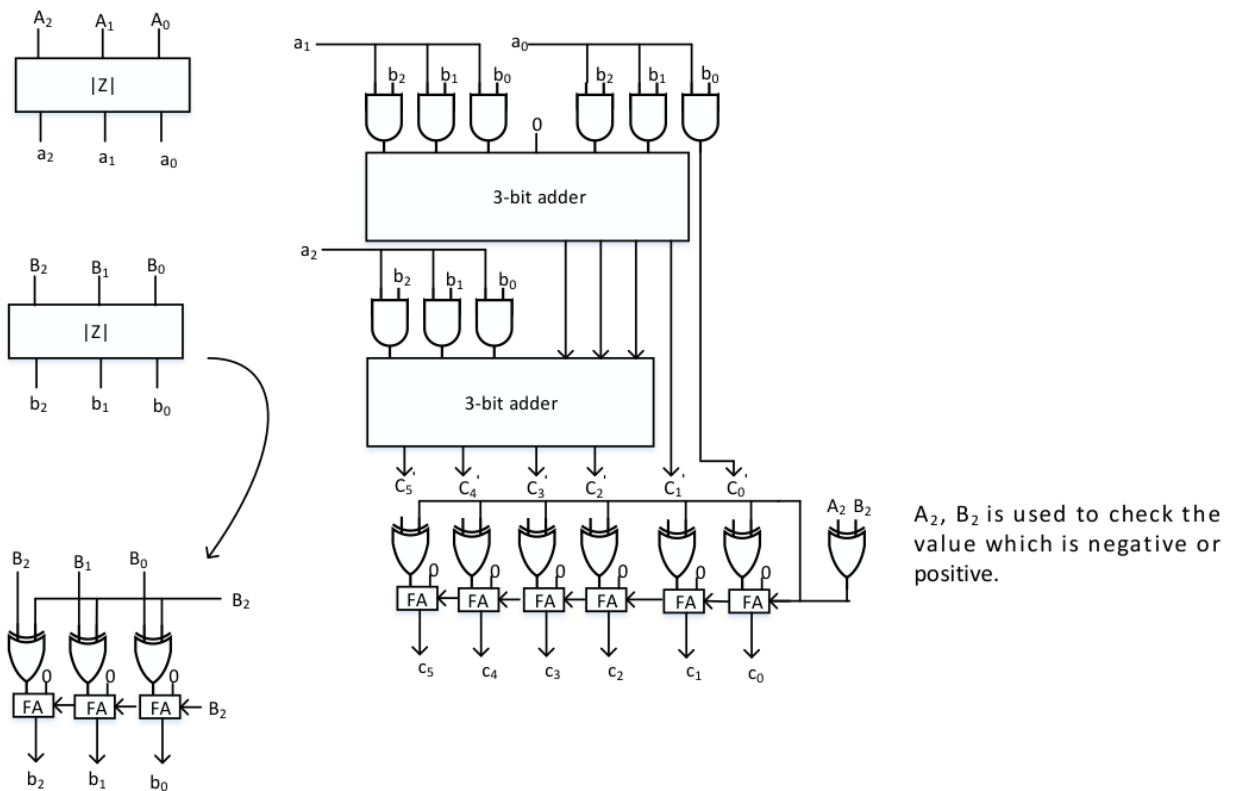 A₂ A₁ A₀
|Z|
a₂ a₁ a₀
B₂ B₁ B₀
|Z|
b₂ b₁ b₀
B₂ B₁ B₀
B₂
0 0 0
FA FA FA B₂
b₂ b₁ b₀
a₁ a₀
b₂ b₁ b₀ b₂ b₁ b₀
0
3-bit adder
a₂
b₂ b₁ b₀
3-bit adder
C₅' C₄' C₃' C₂' C₁' C₀'
A₂ B₂
0 0 0 0 0 0
FA FA FA FA FA FA
c₅ c₄ c₃ c₂ c₁ c₀
A₂, B₂ is used to check the
value which is negative or
positive.